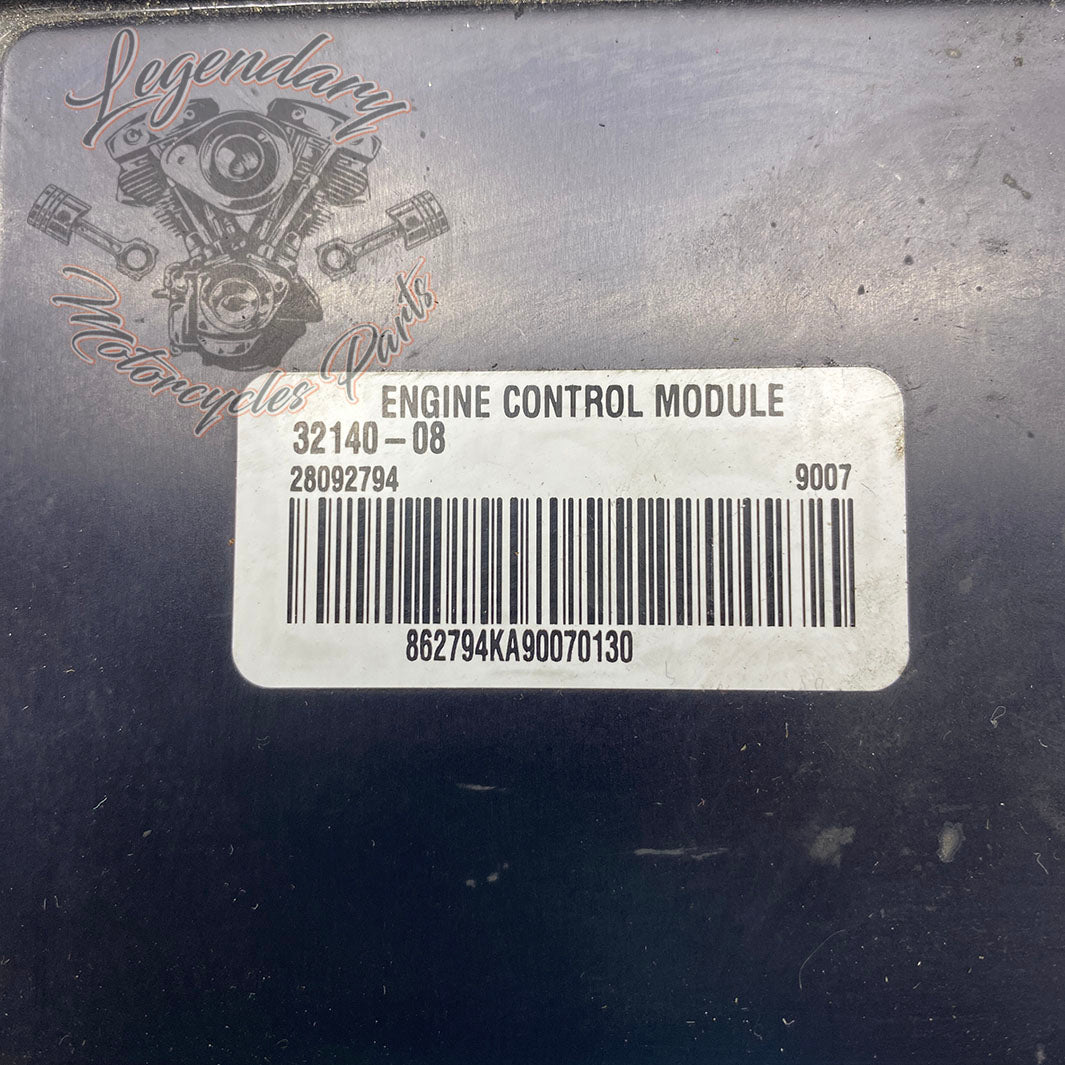 Legendary
Motorcycles Parts
ENGINE CONTROL MODULE
32140-08
28092794 9007
862794KA90070130